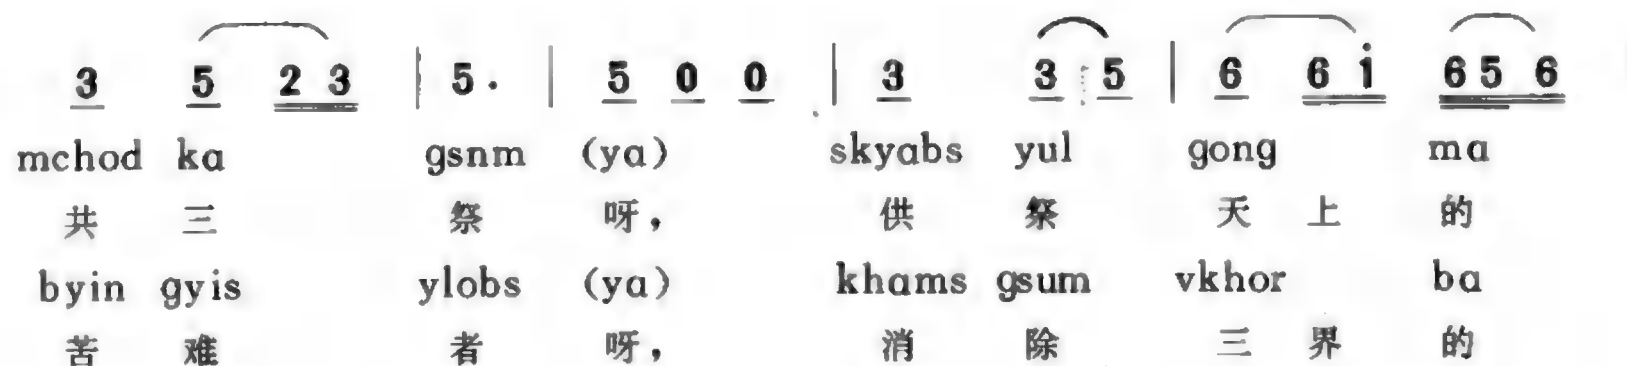 3 5 2 3 | 5. | 5 0 0 | 3 3 5 | 6 6 i 6 5 6
mchod ka gsnm (ya) skyabs yul gong ma
共 三 祭 呀， 供 祭 天 上 的
byin gyis ylobs (ya) khams gsum vkhor ba
苦 难 者 呀， 消 除 三 界 的